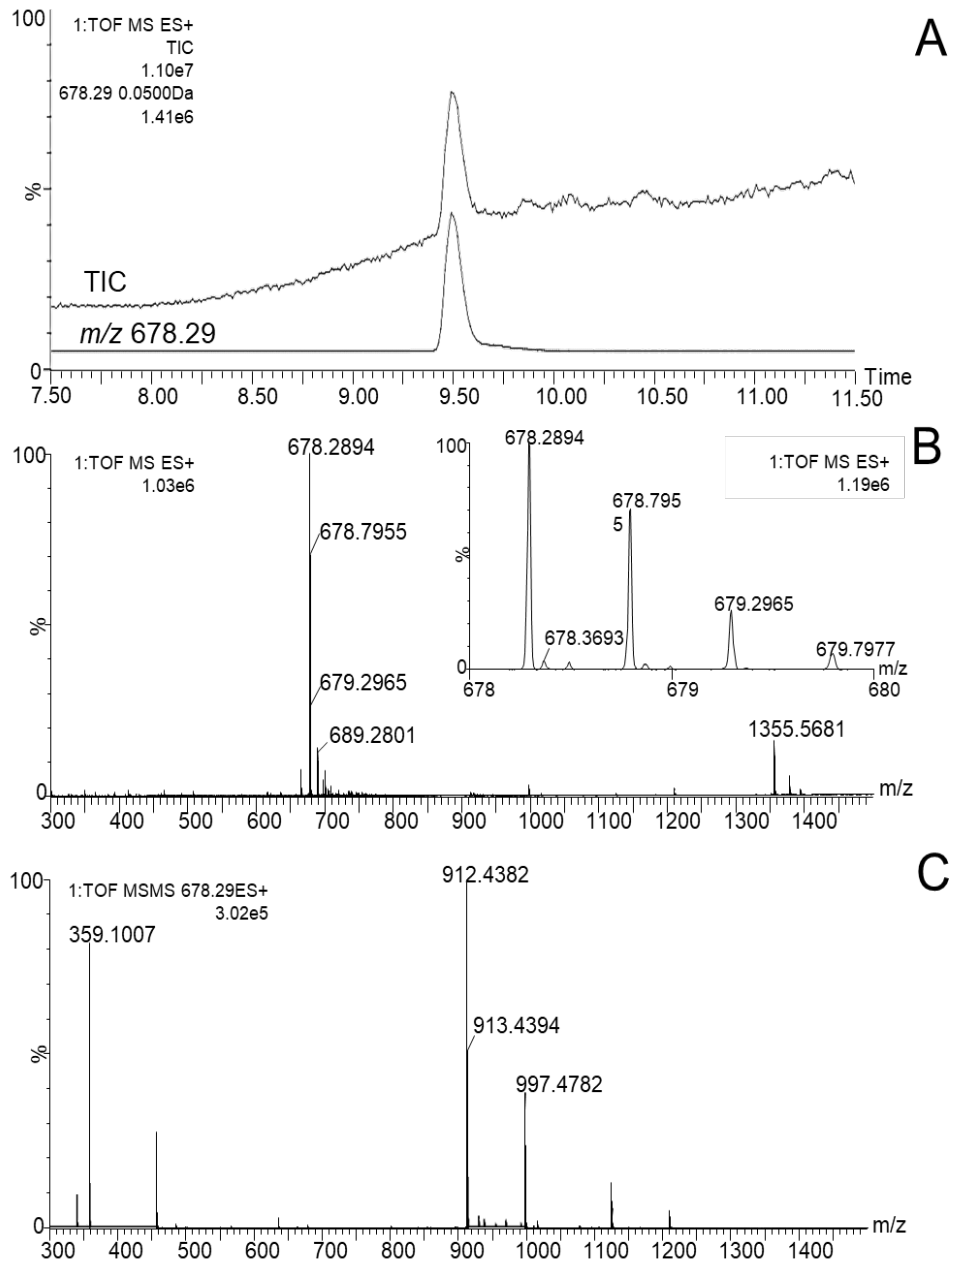 A
100
1:TOF MS ES+
TIC
1.10e7
678.29 0.0500Da
1.41e6
%
TIC
m/z 678.29
0
Time
7.50 8.00 8.50 9.00 9.50 10.00 10.50 11.00 11.50
B
100
1:TOF MS ES+
1.03e6
678.2894
678.7955
%
679.2965
689.2801
1355.5681
0
m/z
300 400 500 600 700 800 900 1000 1100 1200 1300 1400
100
678.2894
1:TOF MS ES+
1.19e6
678.795
5
%
679.2965
678.3693
679.7977
0
m/z
678 679 680
C
100
1:TOF MSMS 678.29ES+
3.02e5
912.4382
359.1007
913.4394
%
997.4782
0
m/z
300 400 500 600 700 800 900 1000 1100 1200 1300 1400